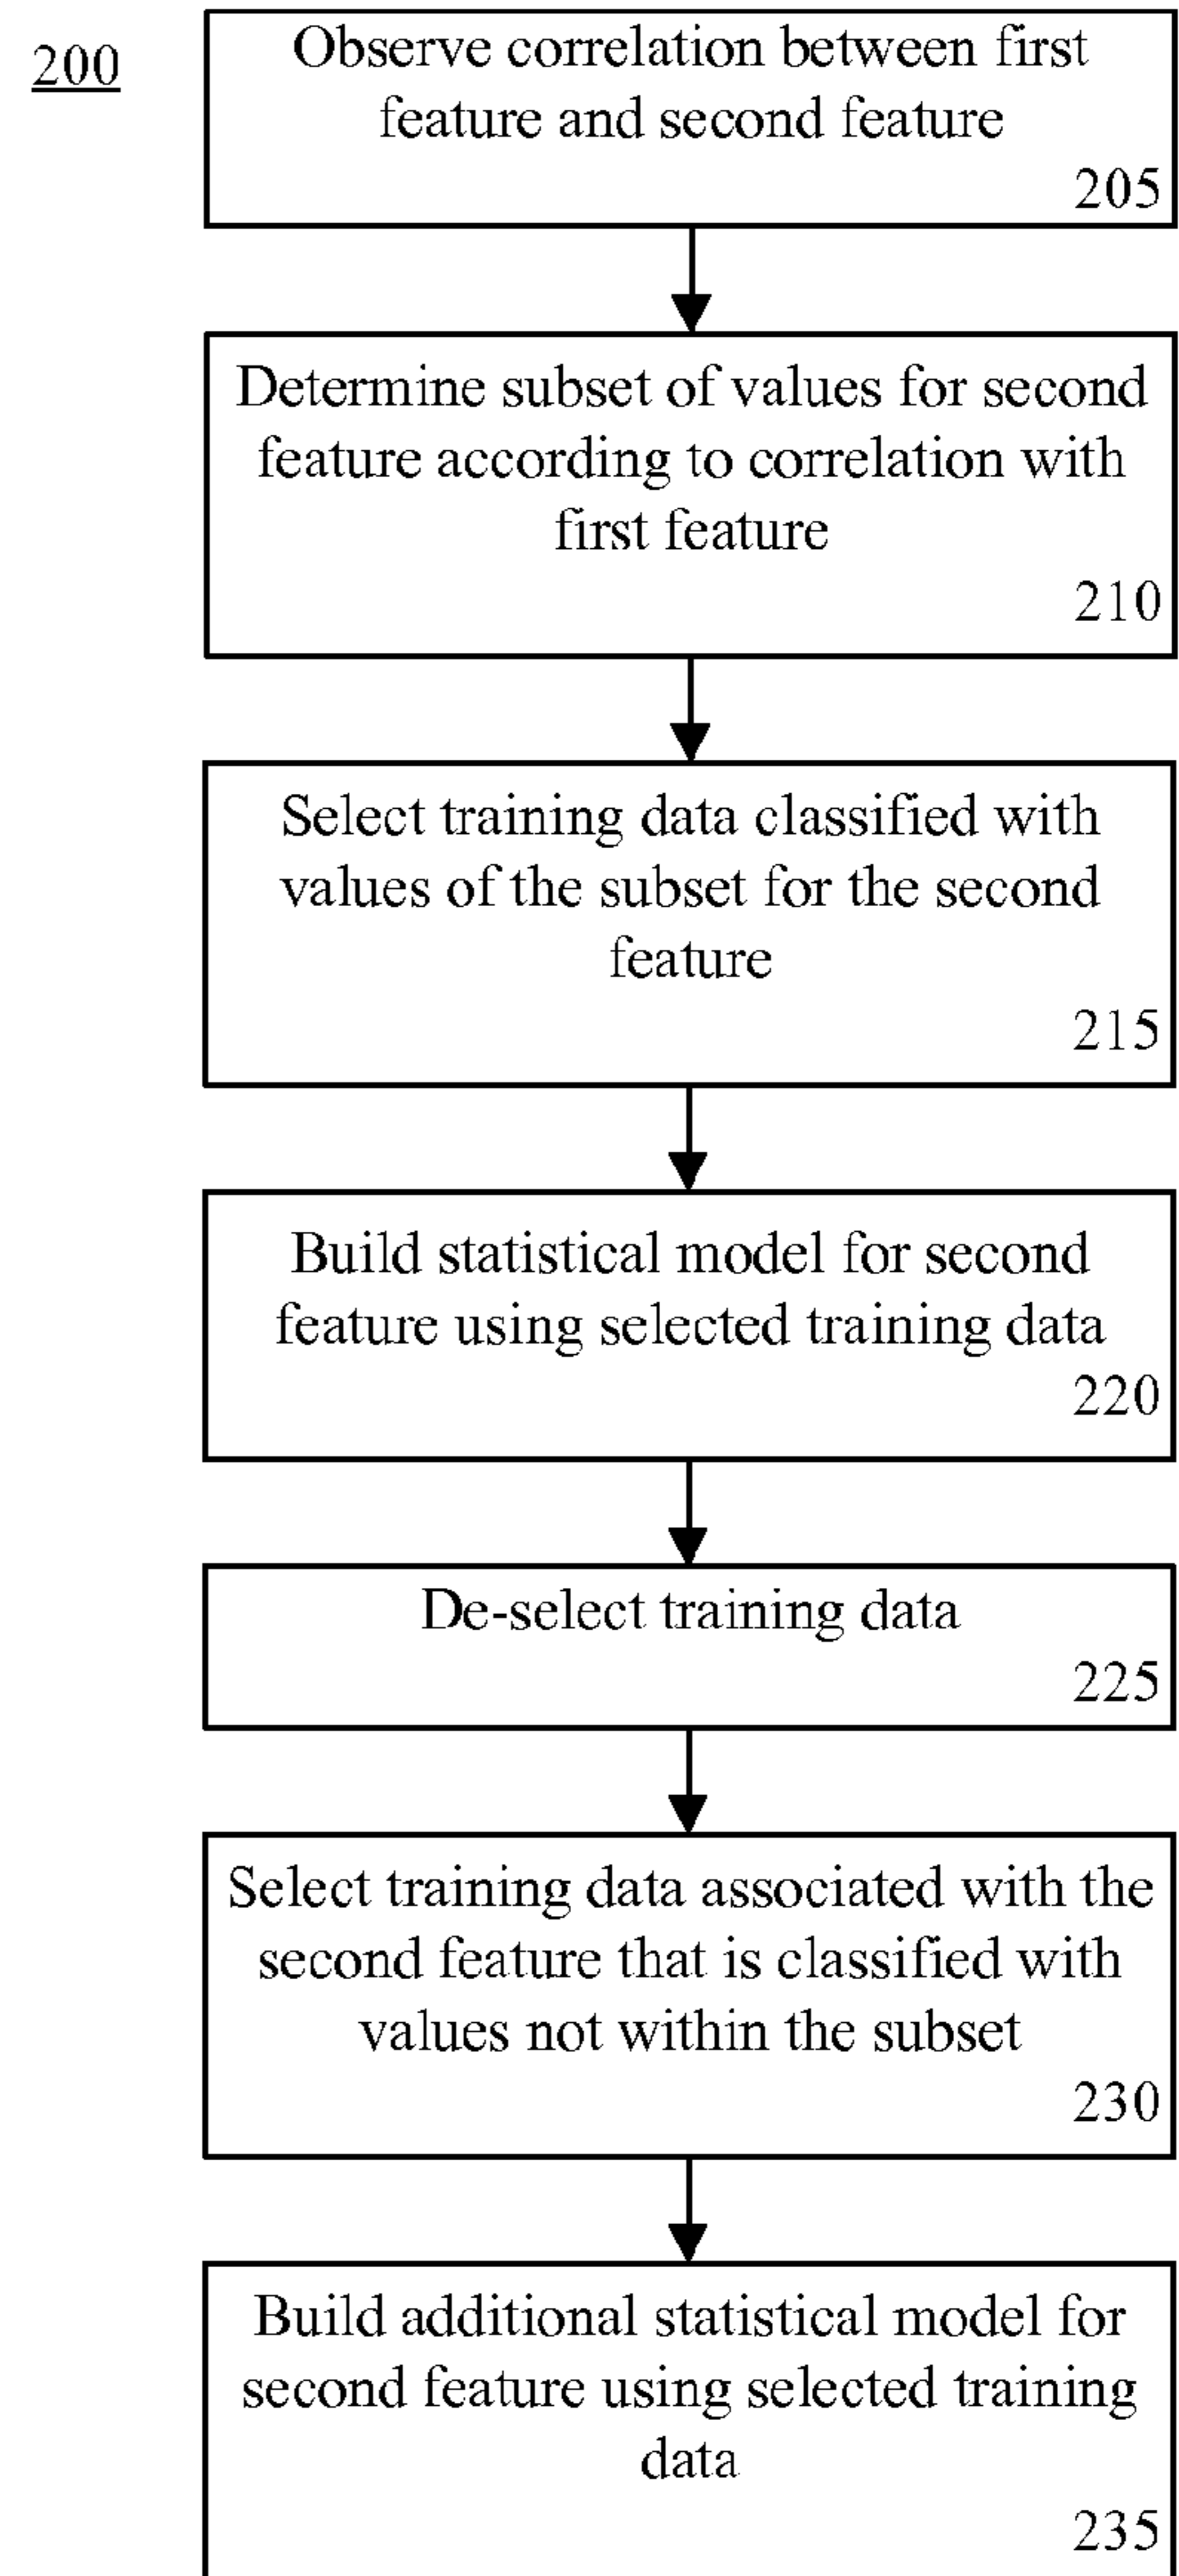 200
Observe correlation between first
feature and second feature
205
Determine subset of values for second
feature according to correlation with
first feature
210
Select training data classified with
values of the subset for the second
feature
215
Build statistical model for second
feature using selected training data
220
De-select training data
225
Select training data associated with the
second feature that is classified with
values not within the subset
230
Build additional statistical model for
second feature using selected training
data
235